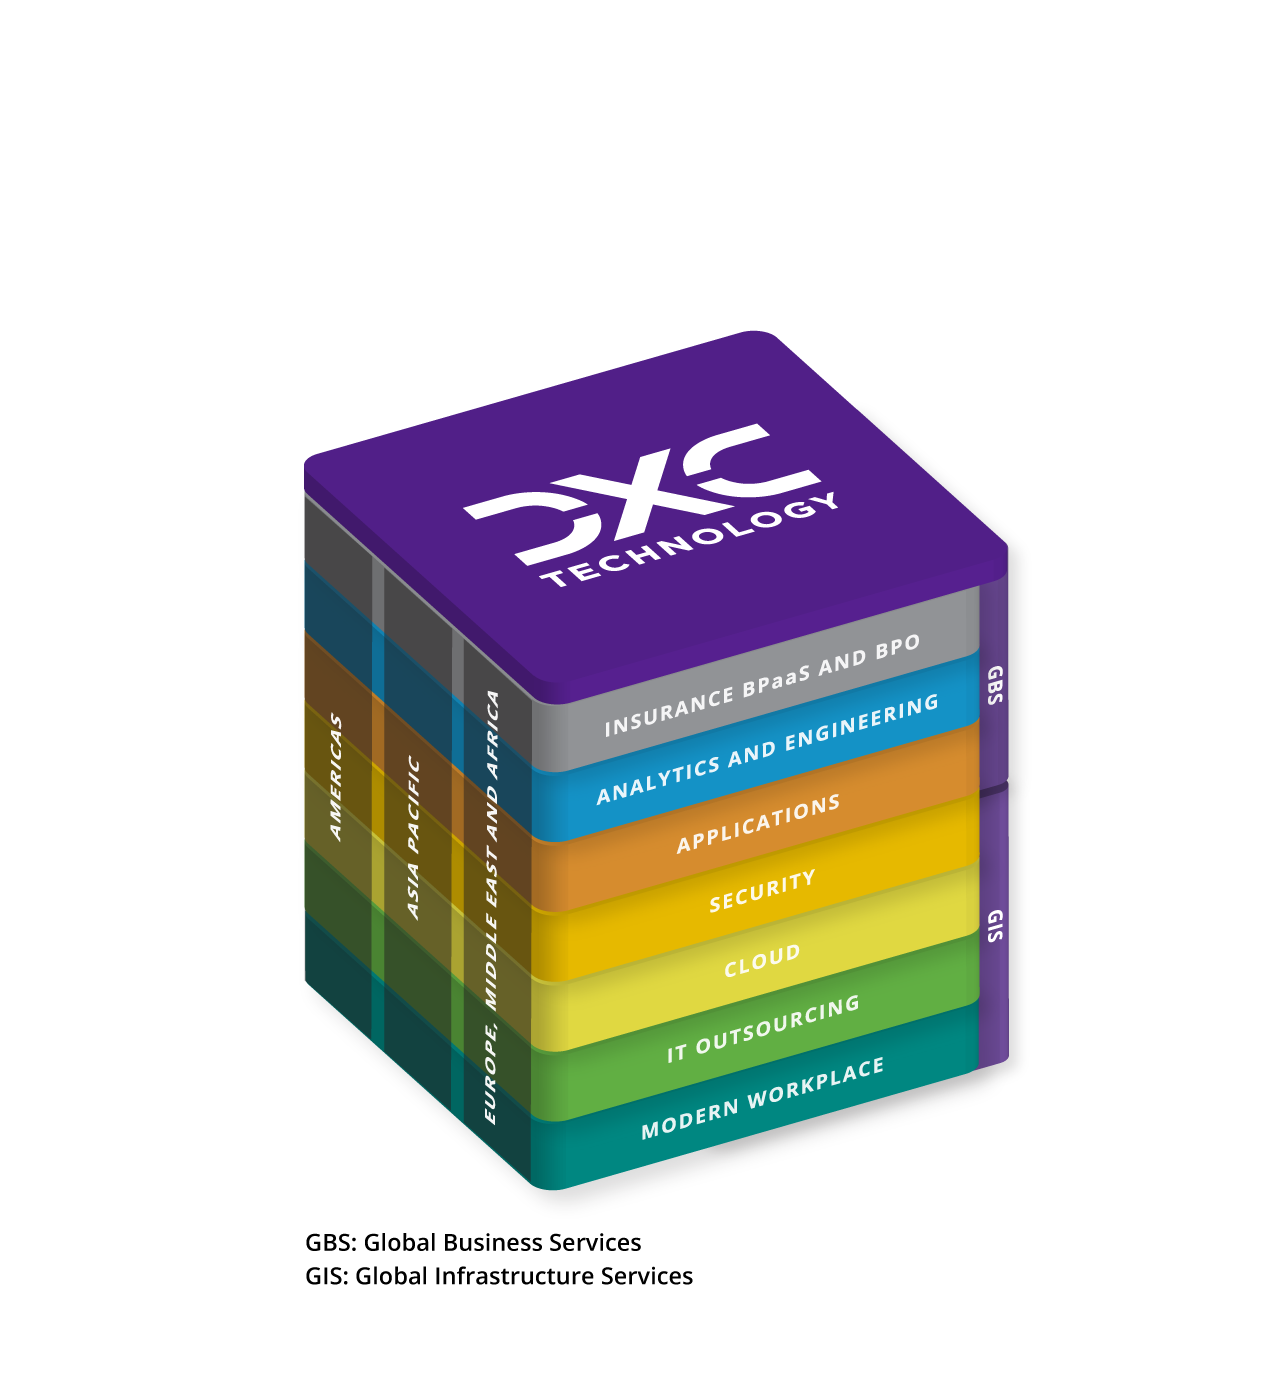 DXC
TECHNOLOGY
INSURANCE BPaaS AND BPO
ANALYTICS AND ENGINEERING
APPLICATIONS
SECURITY
CLOUD
IT OUTSOURCING
MODERN WORKPLACE
AMERICAS
ASIA PACIFIC
EUROPE, MIDDLE EAST AND AFRICA
GBS
GIS
GBS: Global Business Services
GIS: Global Infrastructure Services